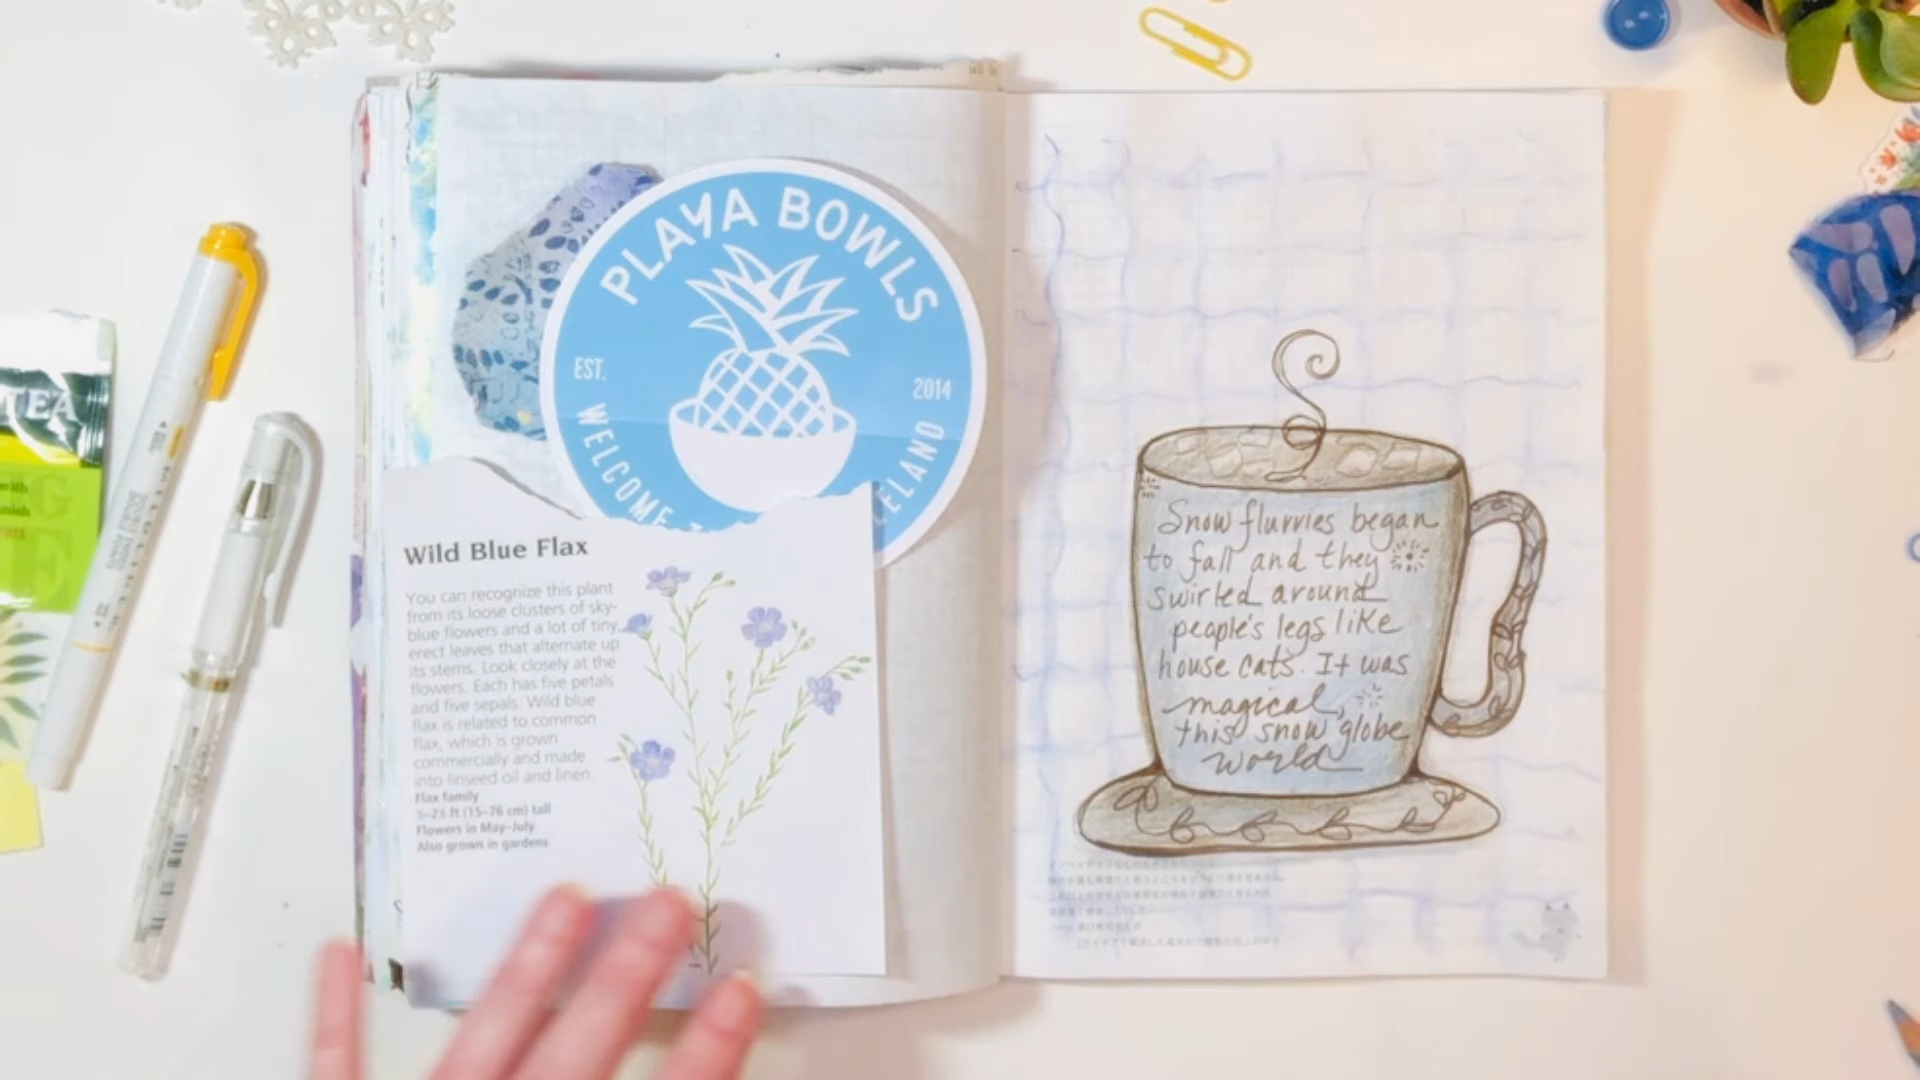 PLAYA BOWLS
EST.
2014
WELCOME
ELAND
Wild Blue Flax
You can recognize this plant
from its loose clusters of sky-
blue flowers and a lot of tiny,
erect leaves that alternate up
its stems. Look closely at the
flowers. Each has five petals
and five sepals. Wild blue
flax is related to common
flax, which is grown
commercially and made
into linseed oil and linen.
Flax family
(15–76 cm) tall
Flowers in May–July
Also grown in gardens
Snow flurries began
to fall and they
swirled around
people's legs like
house cats. It was
magical,
this snow globe
world
TEA